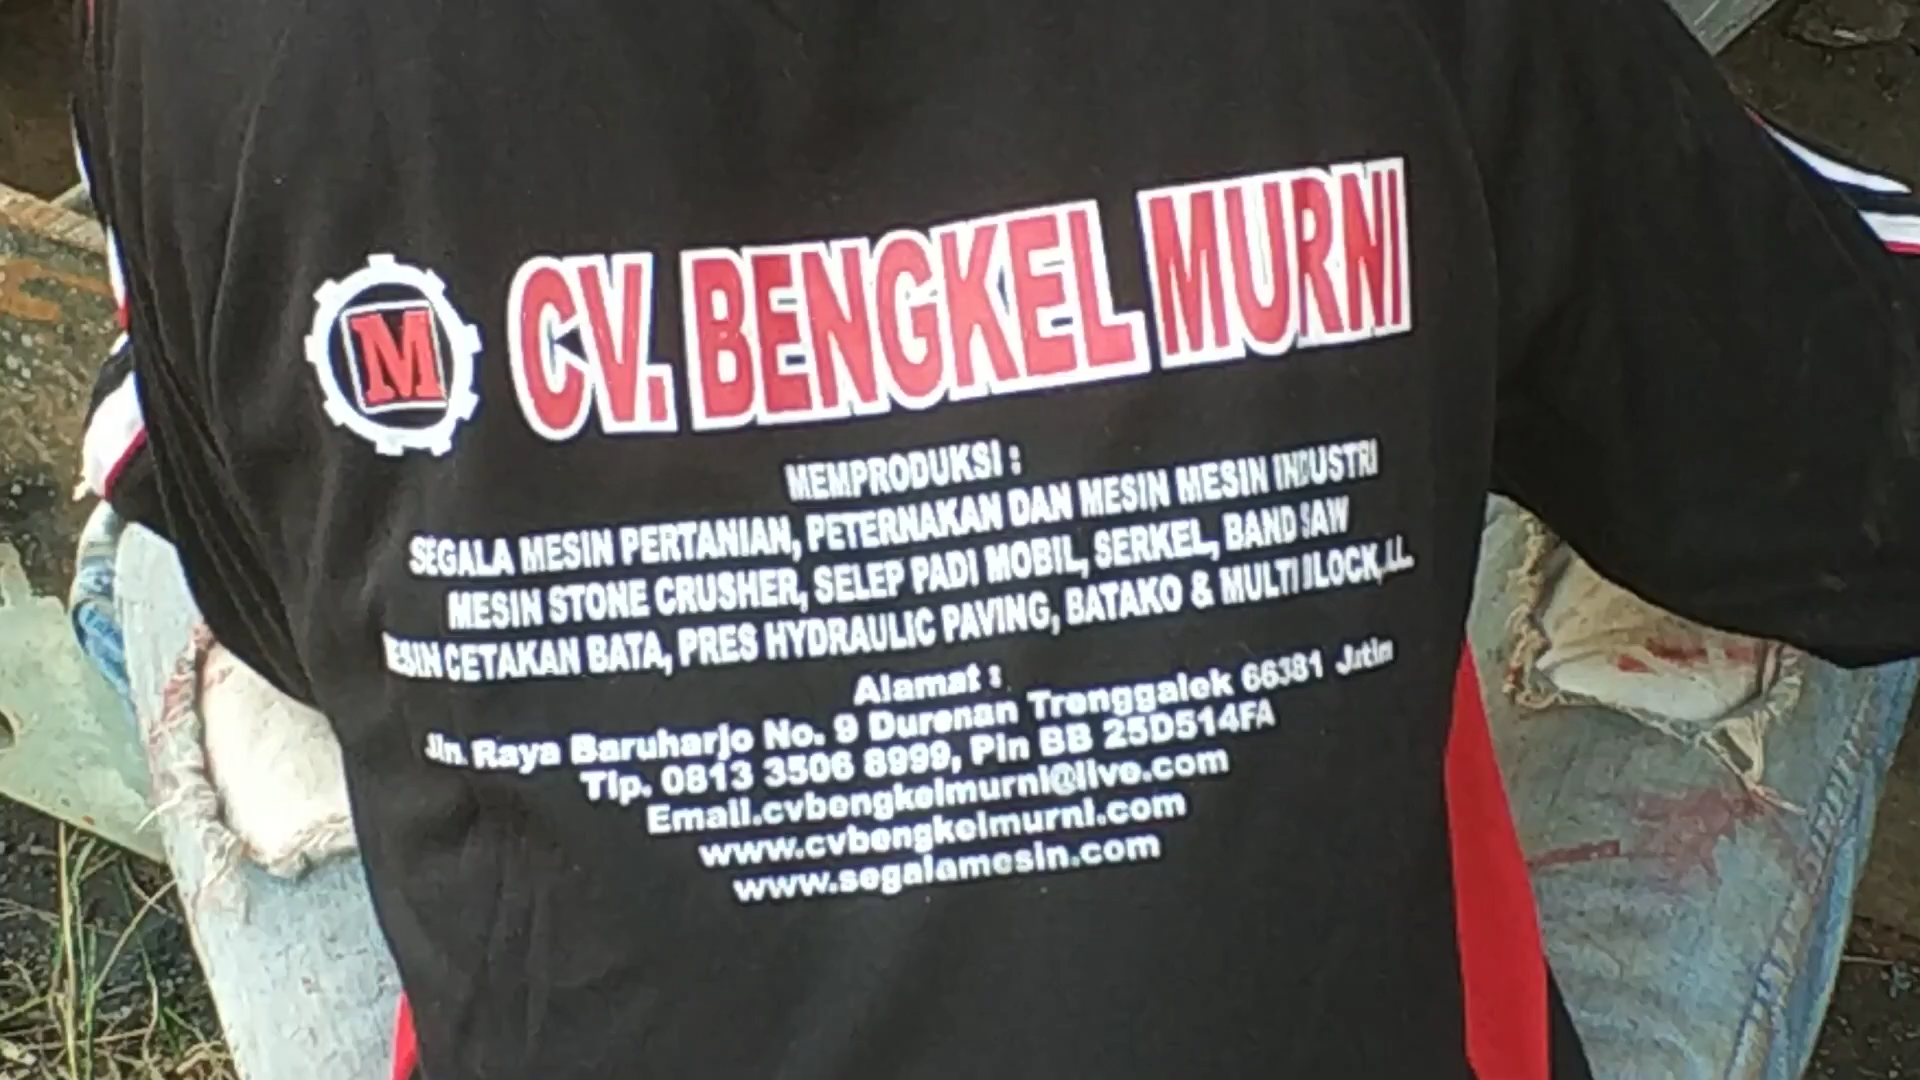 M
CV. BENGKEL MURNI
MEMPRODUKSI :
SEGALA MESIN PERTANIAN, PETERNAKAN DAN MESIN MESIN INDUSTRI
MESIN STONE CRUSHER, SELEP PADI MOBIL, SERKEL, BAND SAW
ESIN CETAKAN BATA, PRES HYDRAULIC PAVING, BATAKO & MULTI BLOCK,LL
Alamat :
Jln. Raya Baruharjo No. 9 Durenan Trenggalek 66381 Jatim
Tlp. 0813 3506 8999, Pin BB 25D514FA
Email.cvbengkelmurni@live.com
www.cvbengkelmurni.com
www.segalamesin.com